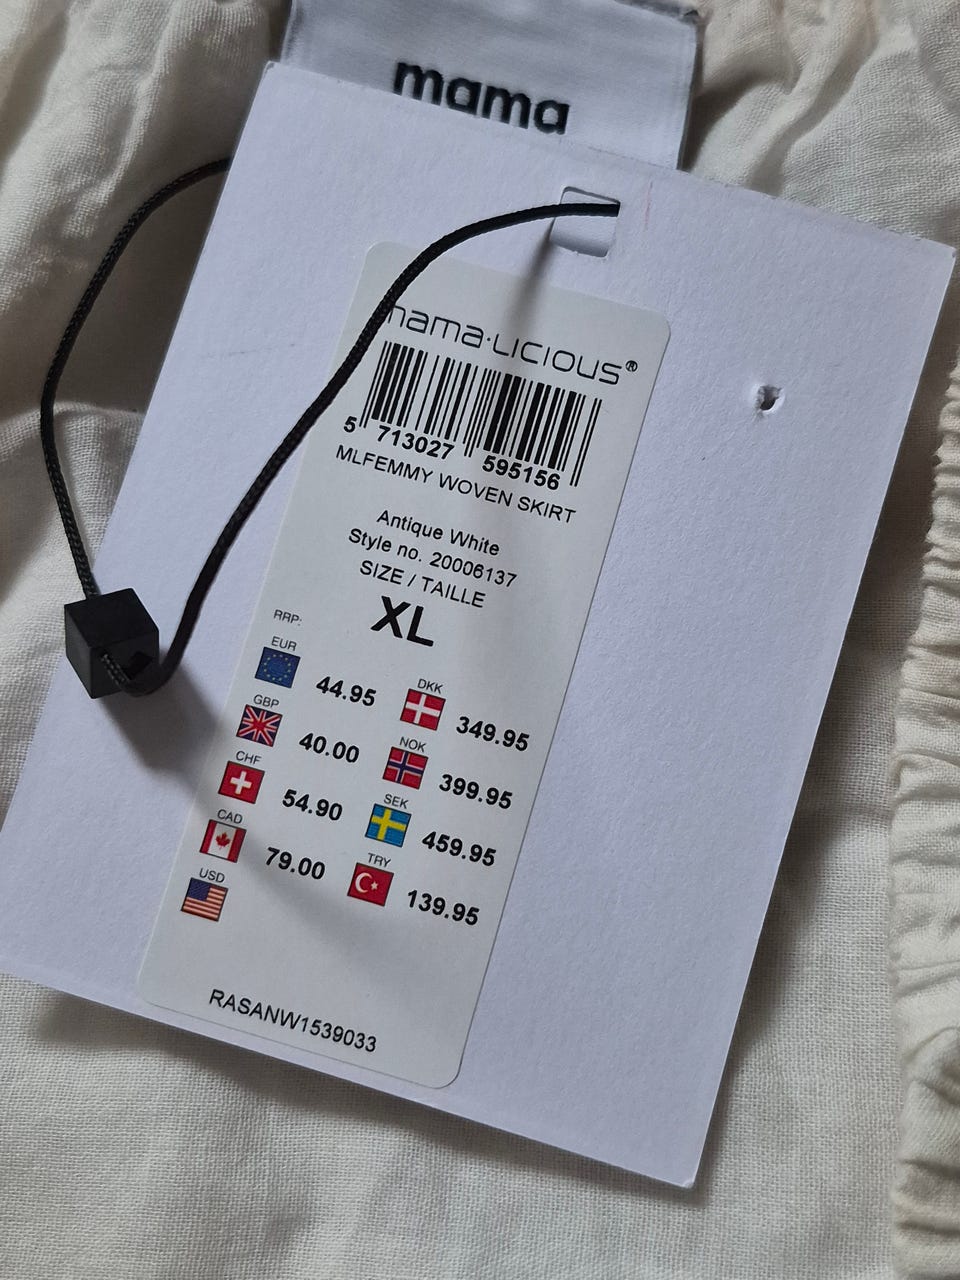 mama
mama·LICIOUS®
5 713027 595156
MLFEMMY WOVEN SKIRT
Antique White
Style no. 20006137
SIZE / TAILLE
XL
RRP:
EUR 44.95
DKK 349.95
GBP 40.00
NOK 399.95
CHF 54.90
SEK 459.95
CAD 79.00
TRY 139.95
USD
RASANW1539033